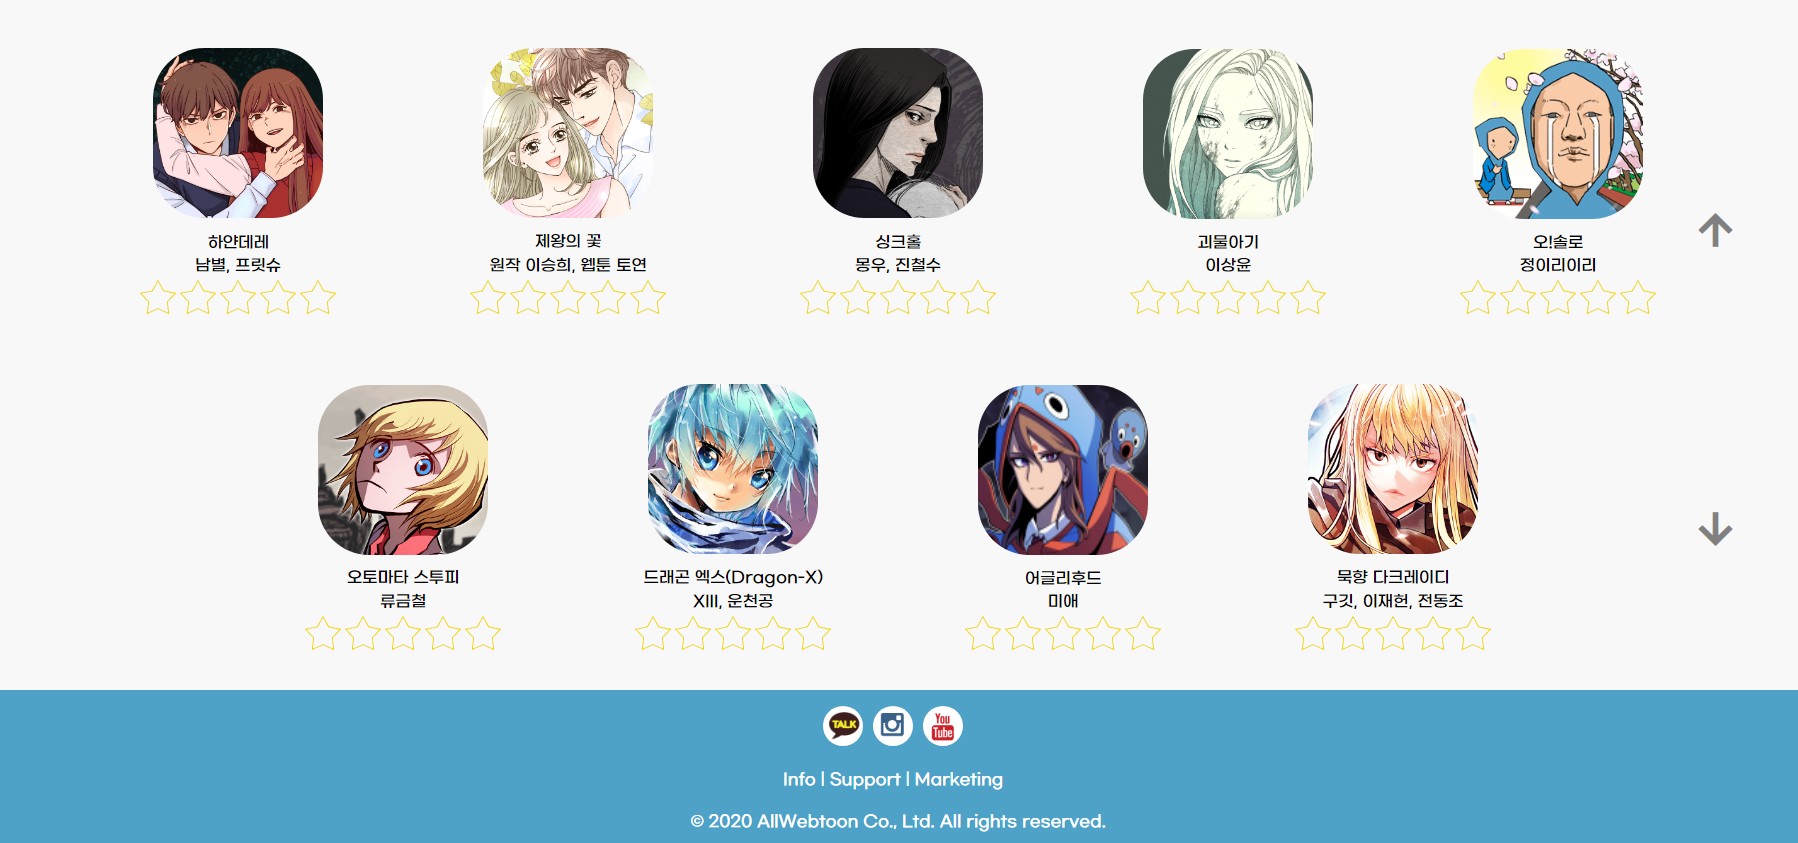 하얀데레
남별, 프릿슈
제왕의 꽃
원작 이승희, 웹툰 토연
싱크홀
몽우, 진철수
괴물아기
이상윤
오!솔로
정이리이리
오토마타 스투피
류금철
드래곤 엑스(Dragon-X)
XIII, 운천공
어글리후드
미애
묵향 다크레이디
구깃, 이재헌, 전동조
TALK
You
Tube
Info | Support | Marketing
© 2020 AllWebtoon Co., Ltd. All rights reserved.